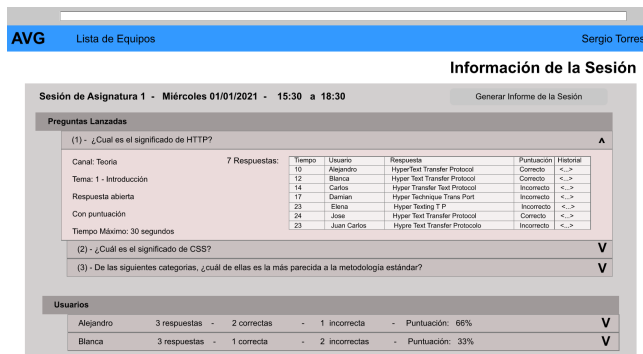 AVG Lista de Equipos Sergio Torres
Información de la Sesión
Sesión de Asignatura 1 - Miércoles 01/01/2021 - 15:30 a 18:30 Generar Informe de la Sesión
Preguntas Lanzadas
(1) - ¿Cual es el significado de HTTP? ʌ
Canal: Teoria 7 Respuestas:
Tema: 1 - Introducción
Respuesta abierta
Con puntuación
Tiempo Máximo: 30 segundos
Tiempo Usuario Respuesta Puntuación Historial
10 Alejandro HyperText Transfer Protocol Correcto <...>
12 Blanca Hyper Text Transfer Protocol Correcto <...>
14 Carlos Hyper Transfer Text Protocol Incorrecto <...>
17 Damian Hyper Technique Trans Port Incorrecto <...>
23 Elena Hyper Texting T P Incorrecto <...>
24 Jose Hyper Text Transfer Protocol Correcto <...>
23 Juan Carlos Hypre Text Transfer Protocolo Incorrecto <...>
(2) - ¿Cuál es el significado de CSS? V
(3) - De las siguientes categorias, ¿cuál de ellas es la más parecida a la metodología estándar? V
Usuarios
Alejandro 3 respuestas - 2 correctas - 1 incorrecta - Puntuación: 66% V
Blanca 3 respuestas - 1 correcta - 2 incorrectas - Puntuación: 33% V